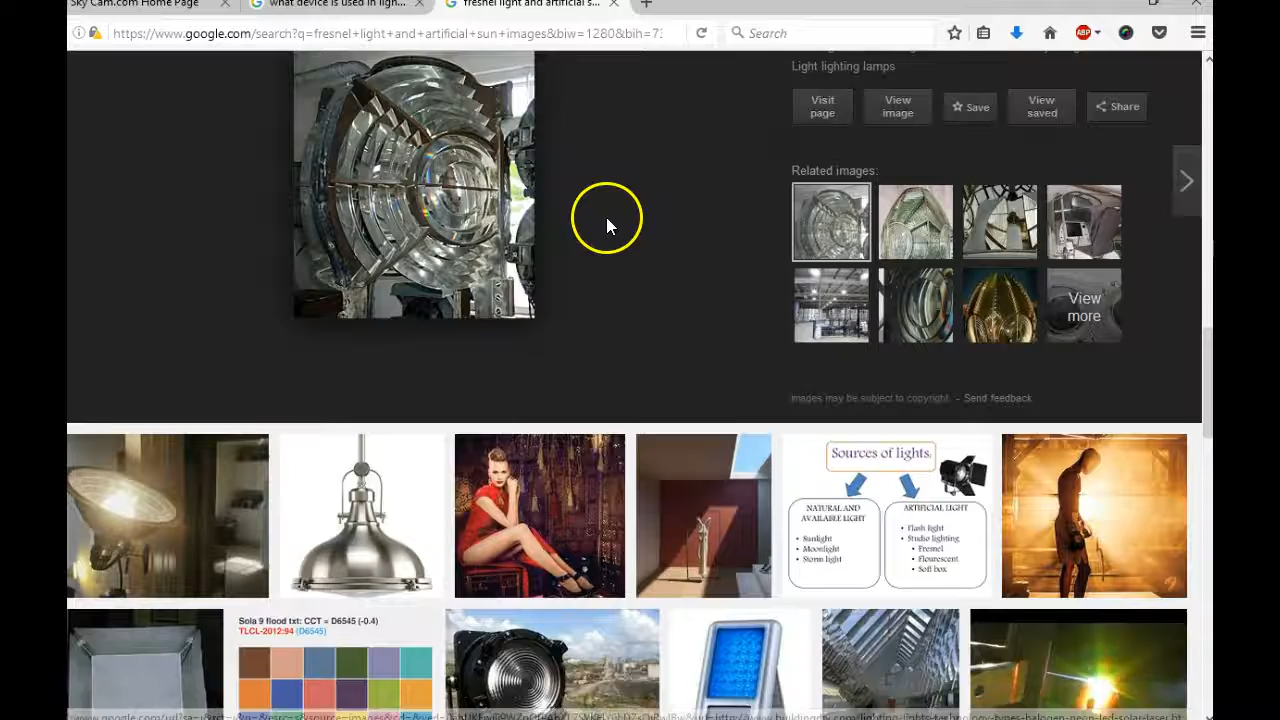 Sky Cam.com Home Page
what device is used in ligh...
fresnel light and artificial s...
https://www.google.com/search?q=fresnel+light+and+artificial+sun+images&biw=1280&bih=7
Search
ABP
Light lighting lamps
Visit
page
View
image
Save
View
saved
Share
Related images:
View
more
Images may be subject to copyright. - Send feedback
Sources of lights:
NATURAL AND
AVAILABLE LIGHT
• Sunlight
• Moonlight
• Storm light
ARTIFICIAL LIGHT
• Flash light
• Studio lighting
• Fresnel
• Flourescent
• Soft box
Sola 9 flood txt: CCT = D6545 (-0.4)
TLCI-2012:94 (D6545)